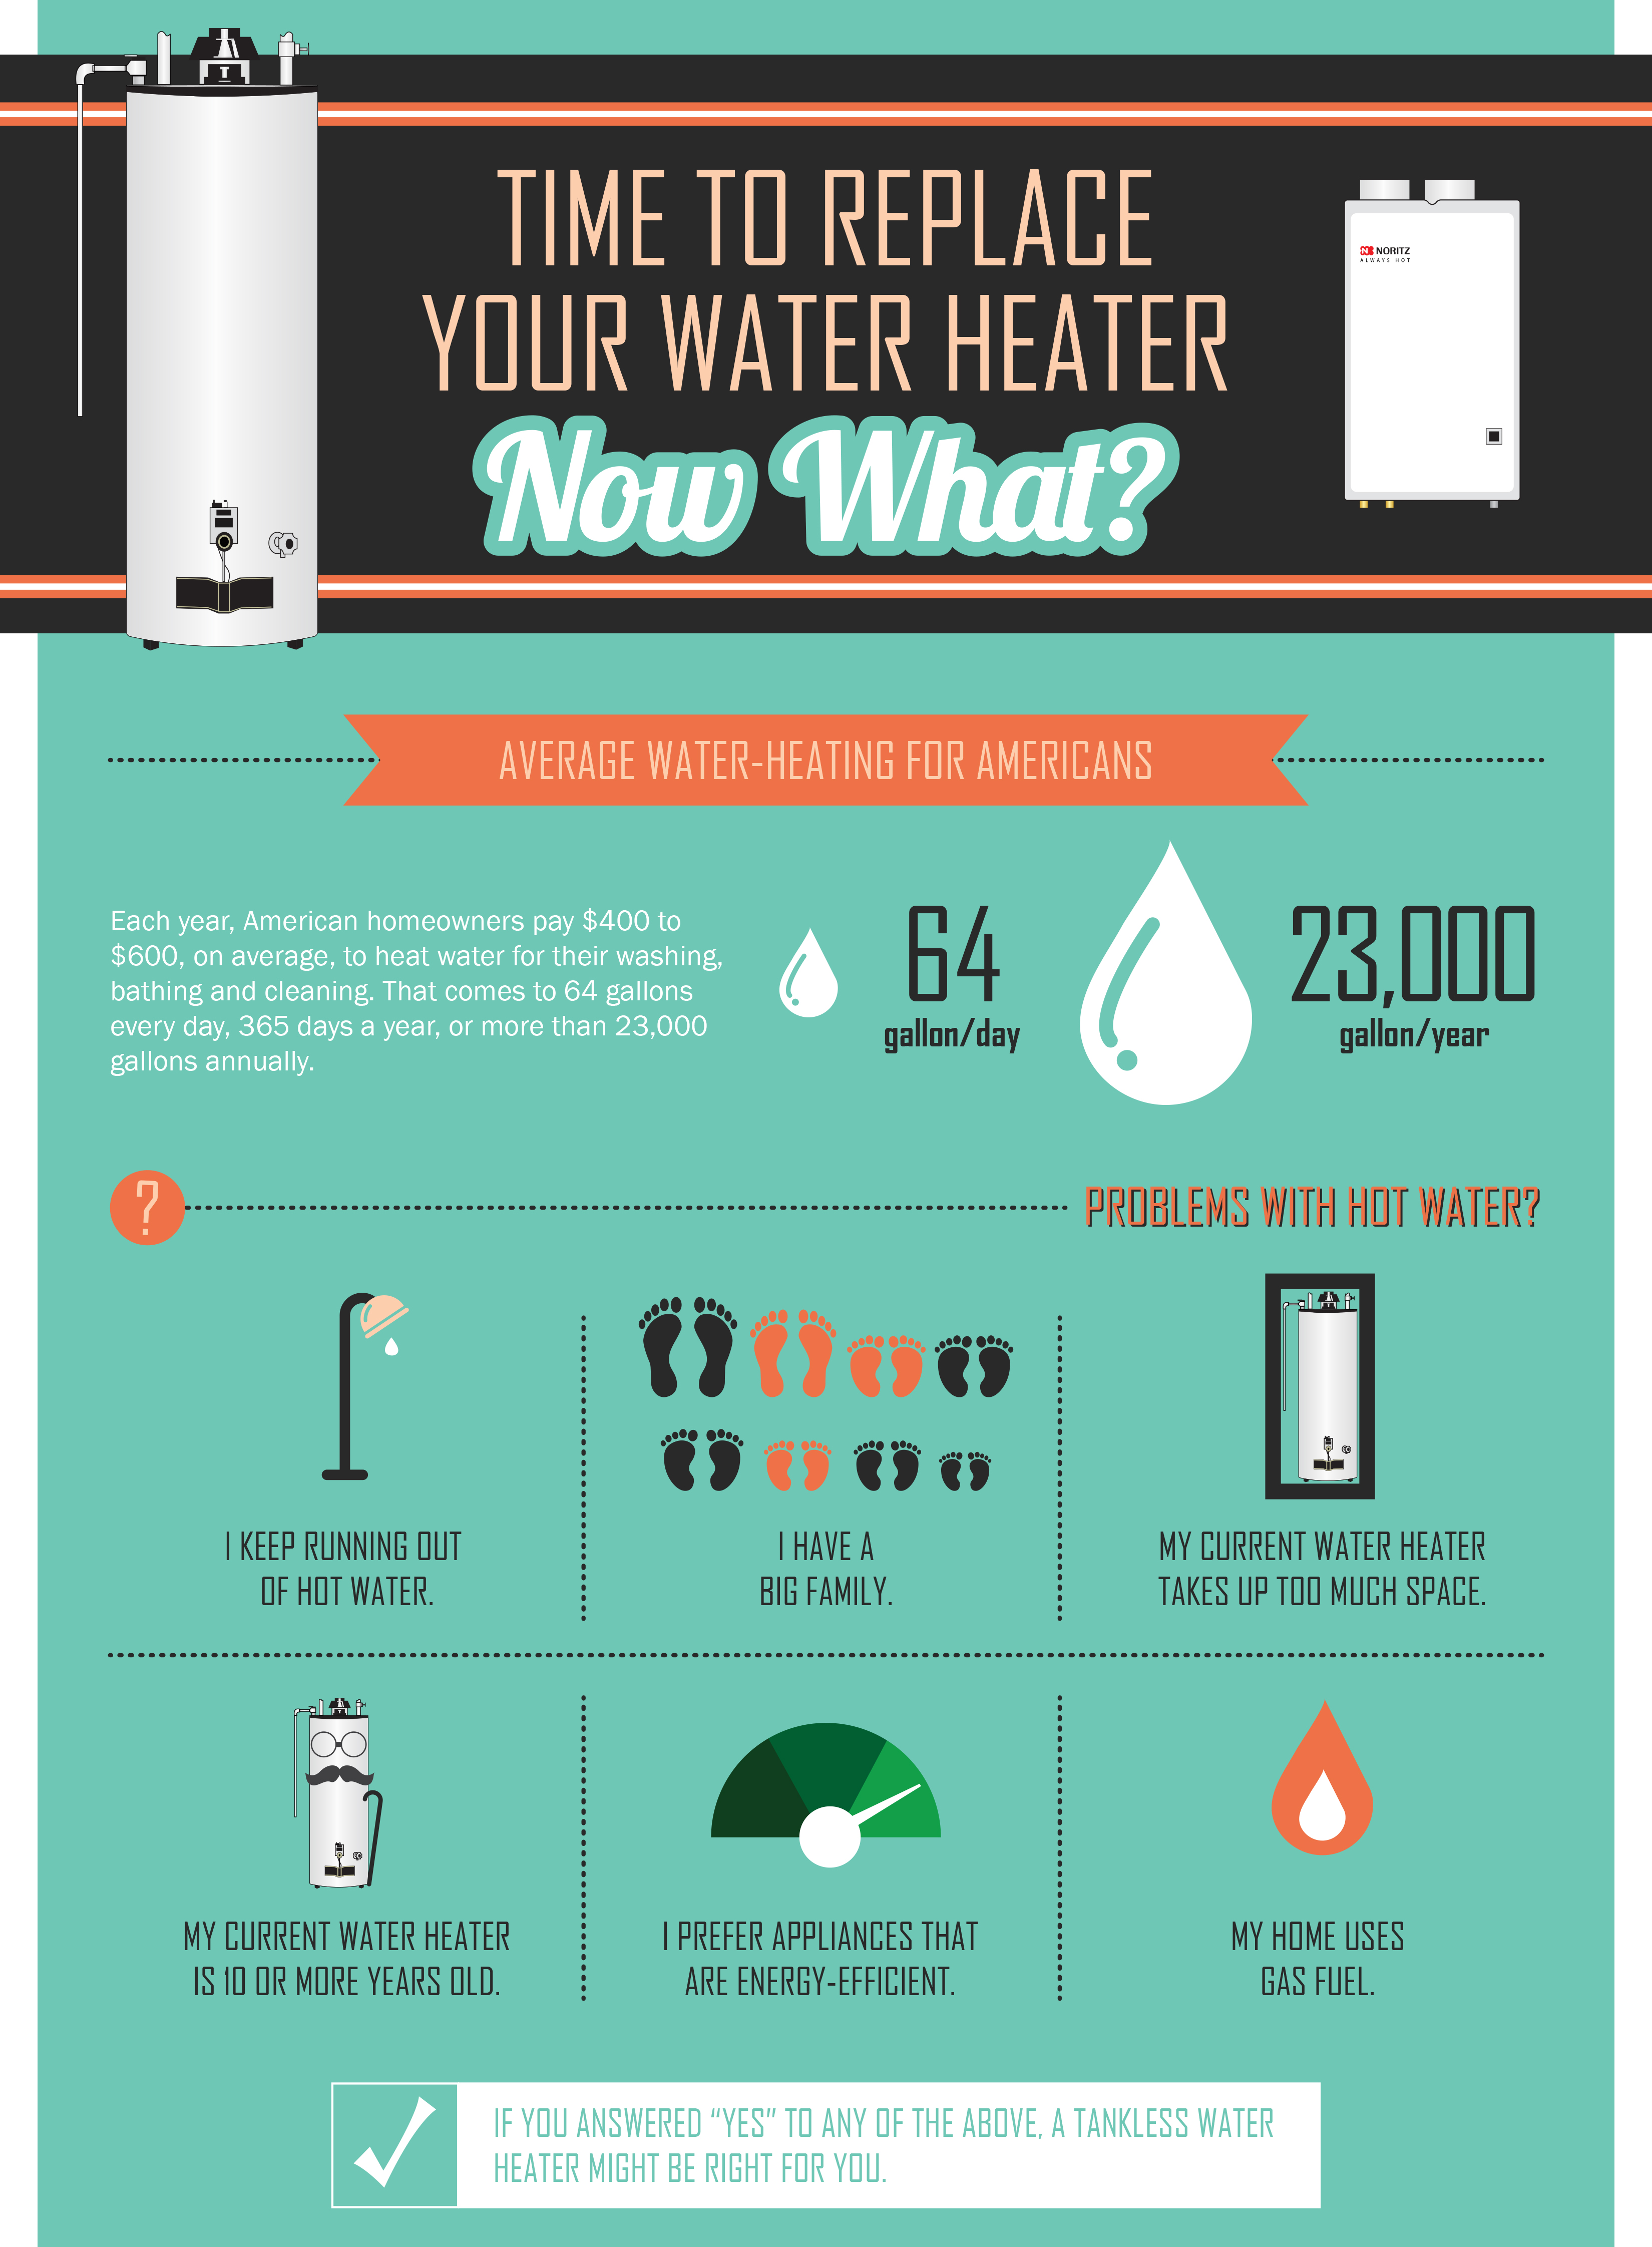 TIME TO REPLACE
YOUR WATER HEATER
Now What?
NORITZ
ALWAYS HOT
AVERAGE WATER-HEATING FOR AMERICANS
Each year, American homeowners pay $400 to
$600, on average, to heat water for their washing,
bathing and cleaning. That comes to 64 gallons
every day, 365 days a year, or more than 23,000
gallons annually.
64
gallon/day
23,000
gallon/year
?
PROBLEMS WITH HOT WATER?
I KEEP RUNNING OUT
OF HOT WATER.
I HAVE A
BIG FAMILY.
MY CURRENT WATER HEATER
TAKES UP TOO MUCH SPACE.
MY CURRENT WATER HEATER
IS 10 OR MORE YEARS OLD.
I PREFER APPLIANCES THAT
ARE ENERGY-EFFICIENT.
MY HOME USES
GAS FUEL.
IF YOU ANSWERED “YES” TO ANY OF THE ABOVE, A TANKLESS WATER
HEATER MIGHT BE RIGHT FOR YOU.